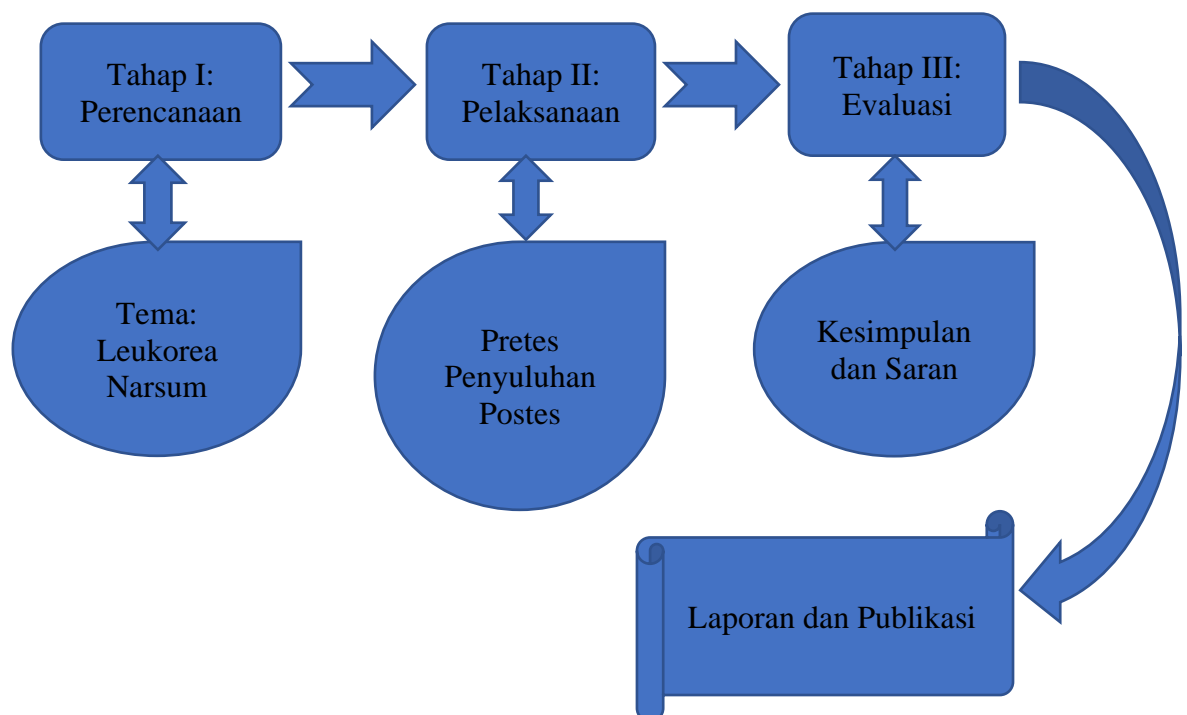 Tahap I:
Perencanaan
Tahap II:
Pelaksanaan
Tahap III:
Evaluasi
Tema:
Leukorea
Narsum
Pretes
Penyuluhan
Postes
Kesimpulan
dan Saran
Laporan dan Publikasi